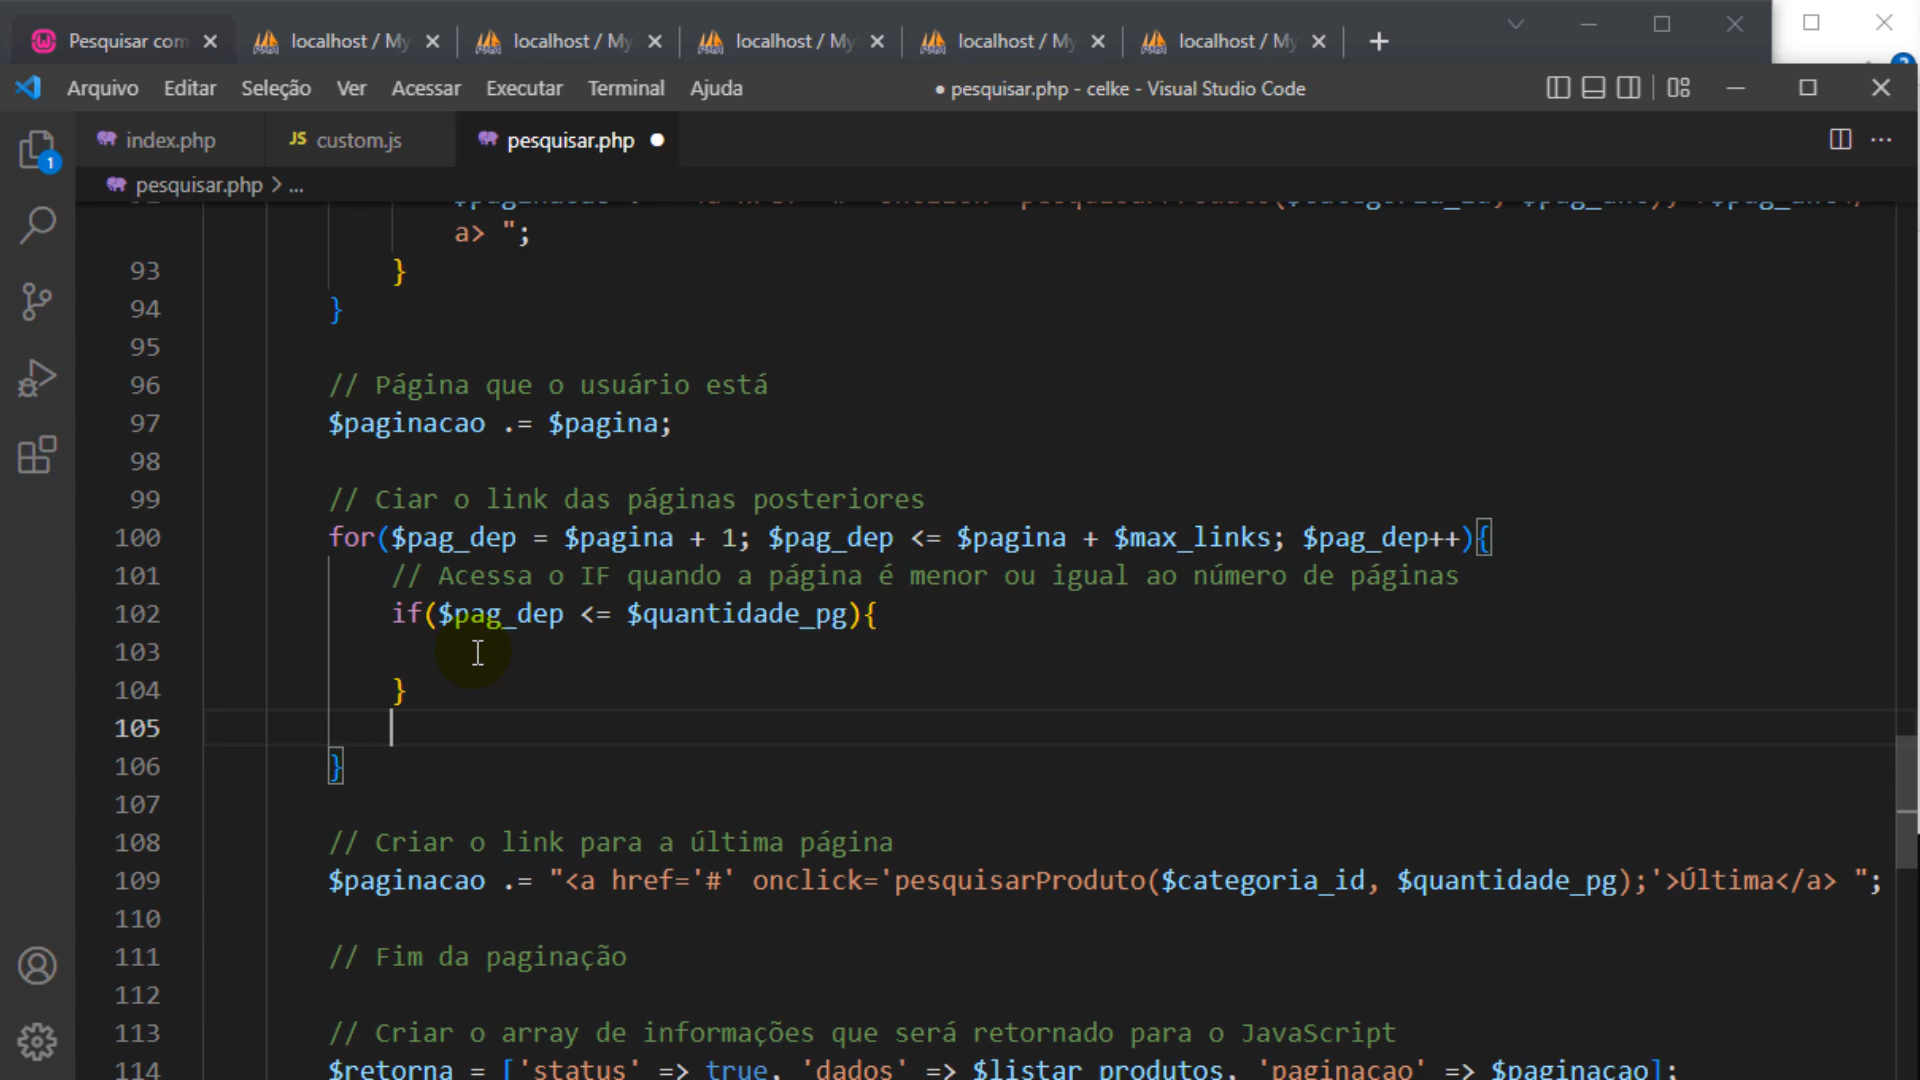 Pesquisar com
localhost / My
localhost / My
localhost / My
localhost / My
localhost / My
Arquivo Editar Seleção Ver Acessar Executar Terminal Ajuda
● pesquisar.php - celke - Visual Studio Code
1
index.php
JS custom.js
pesquisar.php
pesquisar.php > ...
a> ";
93 }
94 }
95
96 // Página que o usuário está
97 $paginacao .= $pagina;
98
99 // Ciar o link das páginas posteriores
100 for($pag_dep = $pagina + 1; $pag_dep <= $pagina + $max_links; $pag_dep++){
101 // Acessa o IF quando a página é menor ou igual ao número de páginas
102 if($pag_dep <= $quantidade_pg){
103
104 }
105
106 }
107
108 // Criar o link para a última página
109 $paginacao .= "<a href='#' onclick='pesquisarProduto($categoria_id, $quantidade_pg);'>Última</a> ";
110
111 // Fim da paginação
112
113 // Criar o array de informações que será retornado para o JavaScript
114 $retorna = ['status' => true, 'dados' => $listar_produtos, 'paginacao' => $paginacao];